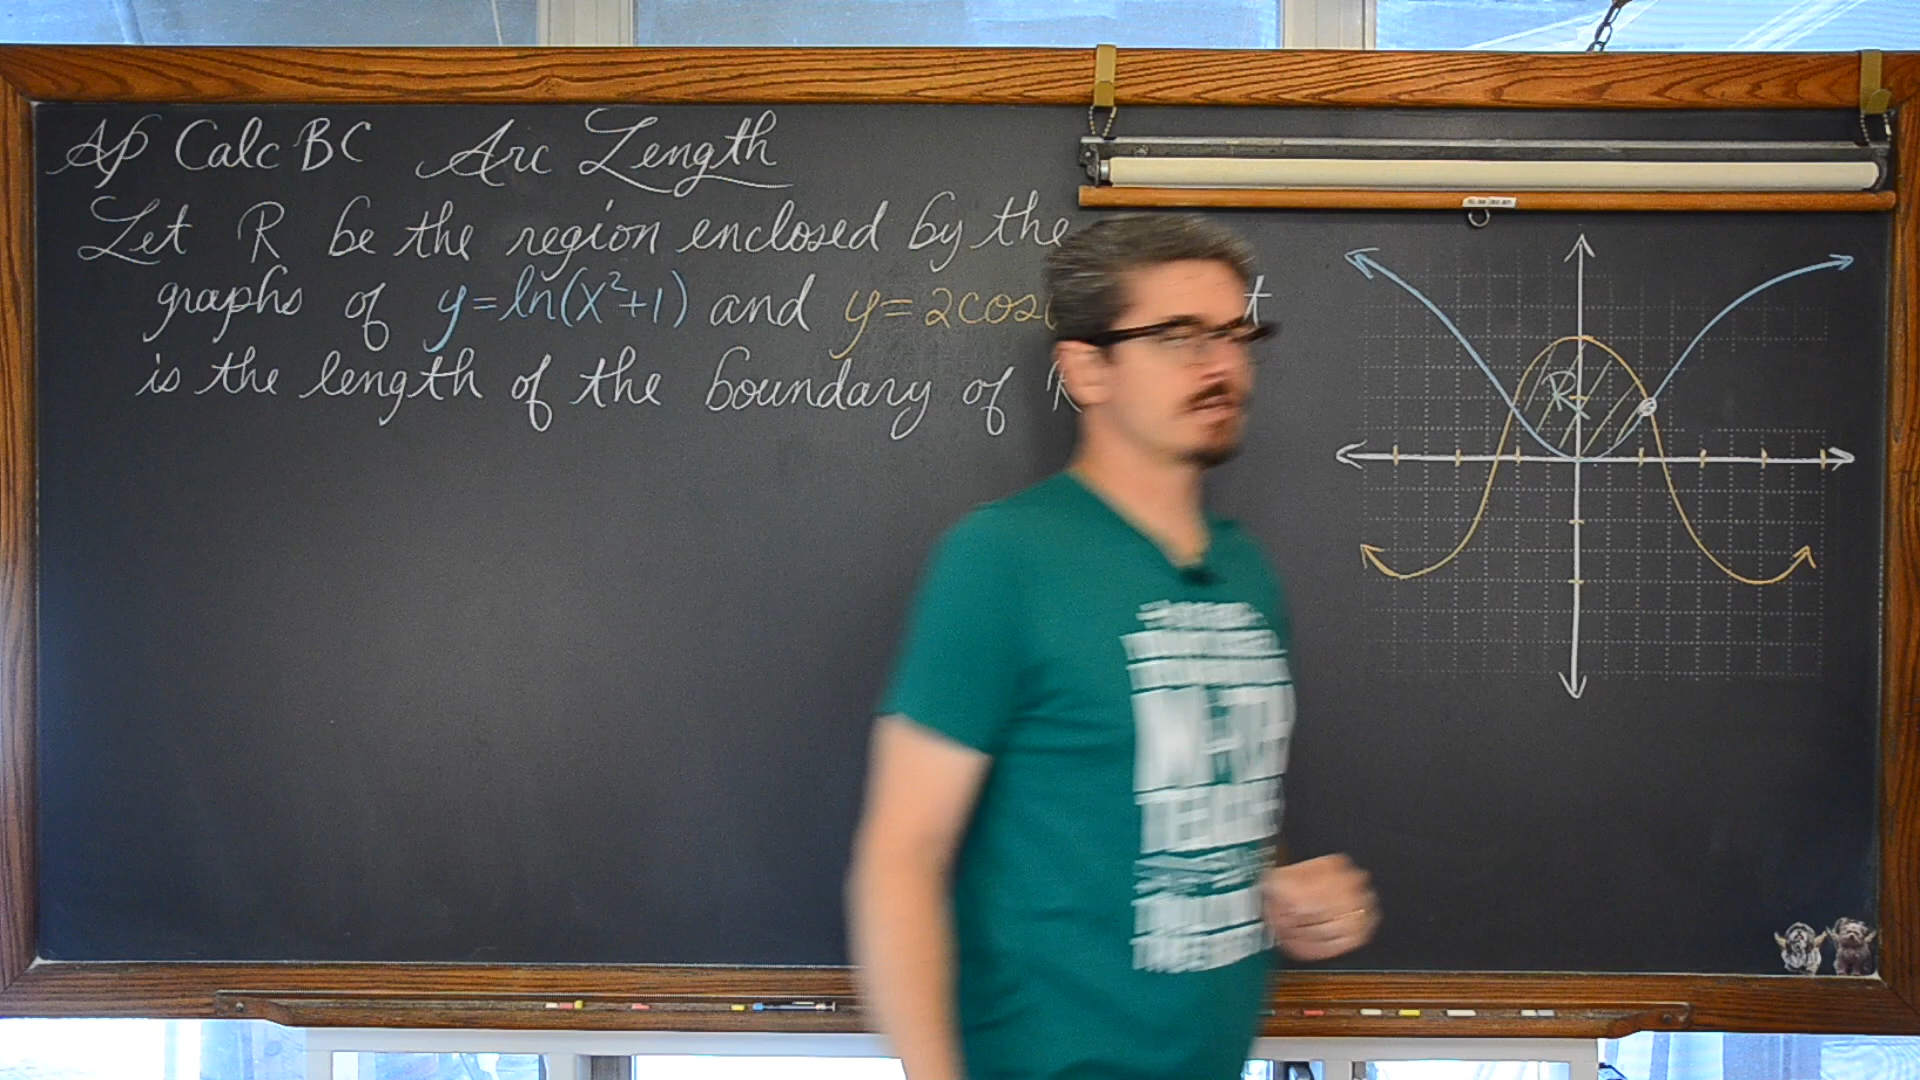 AP Calc BC Arc Length
Let R be the region enclosed by the
graphs of y=ln(x²+1) and y=2cos
is the length of the boundary of R
R